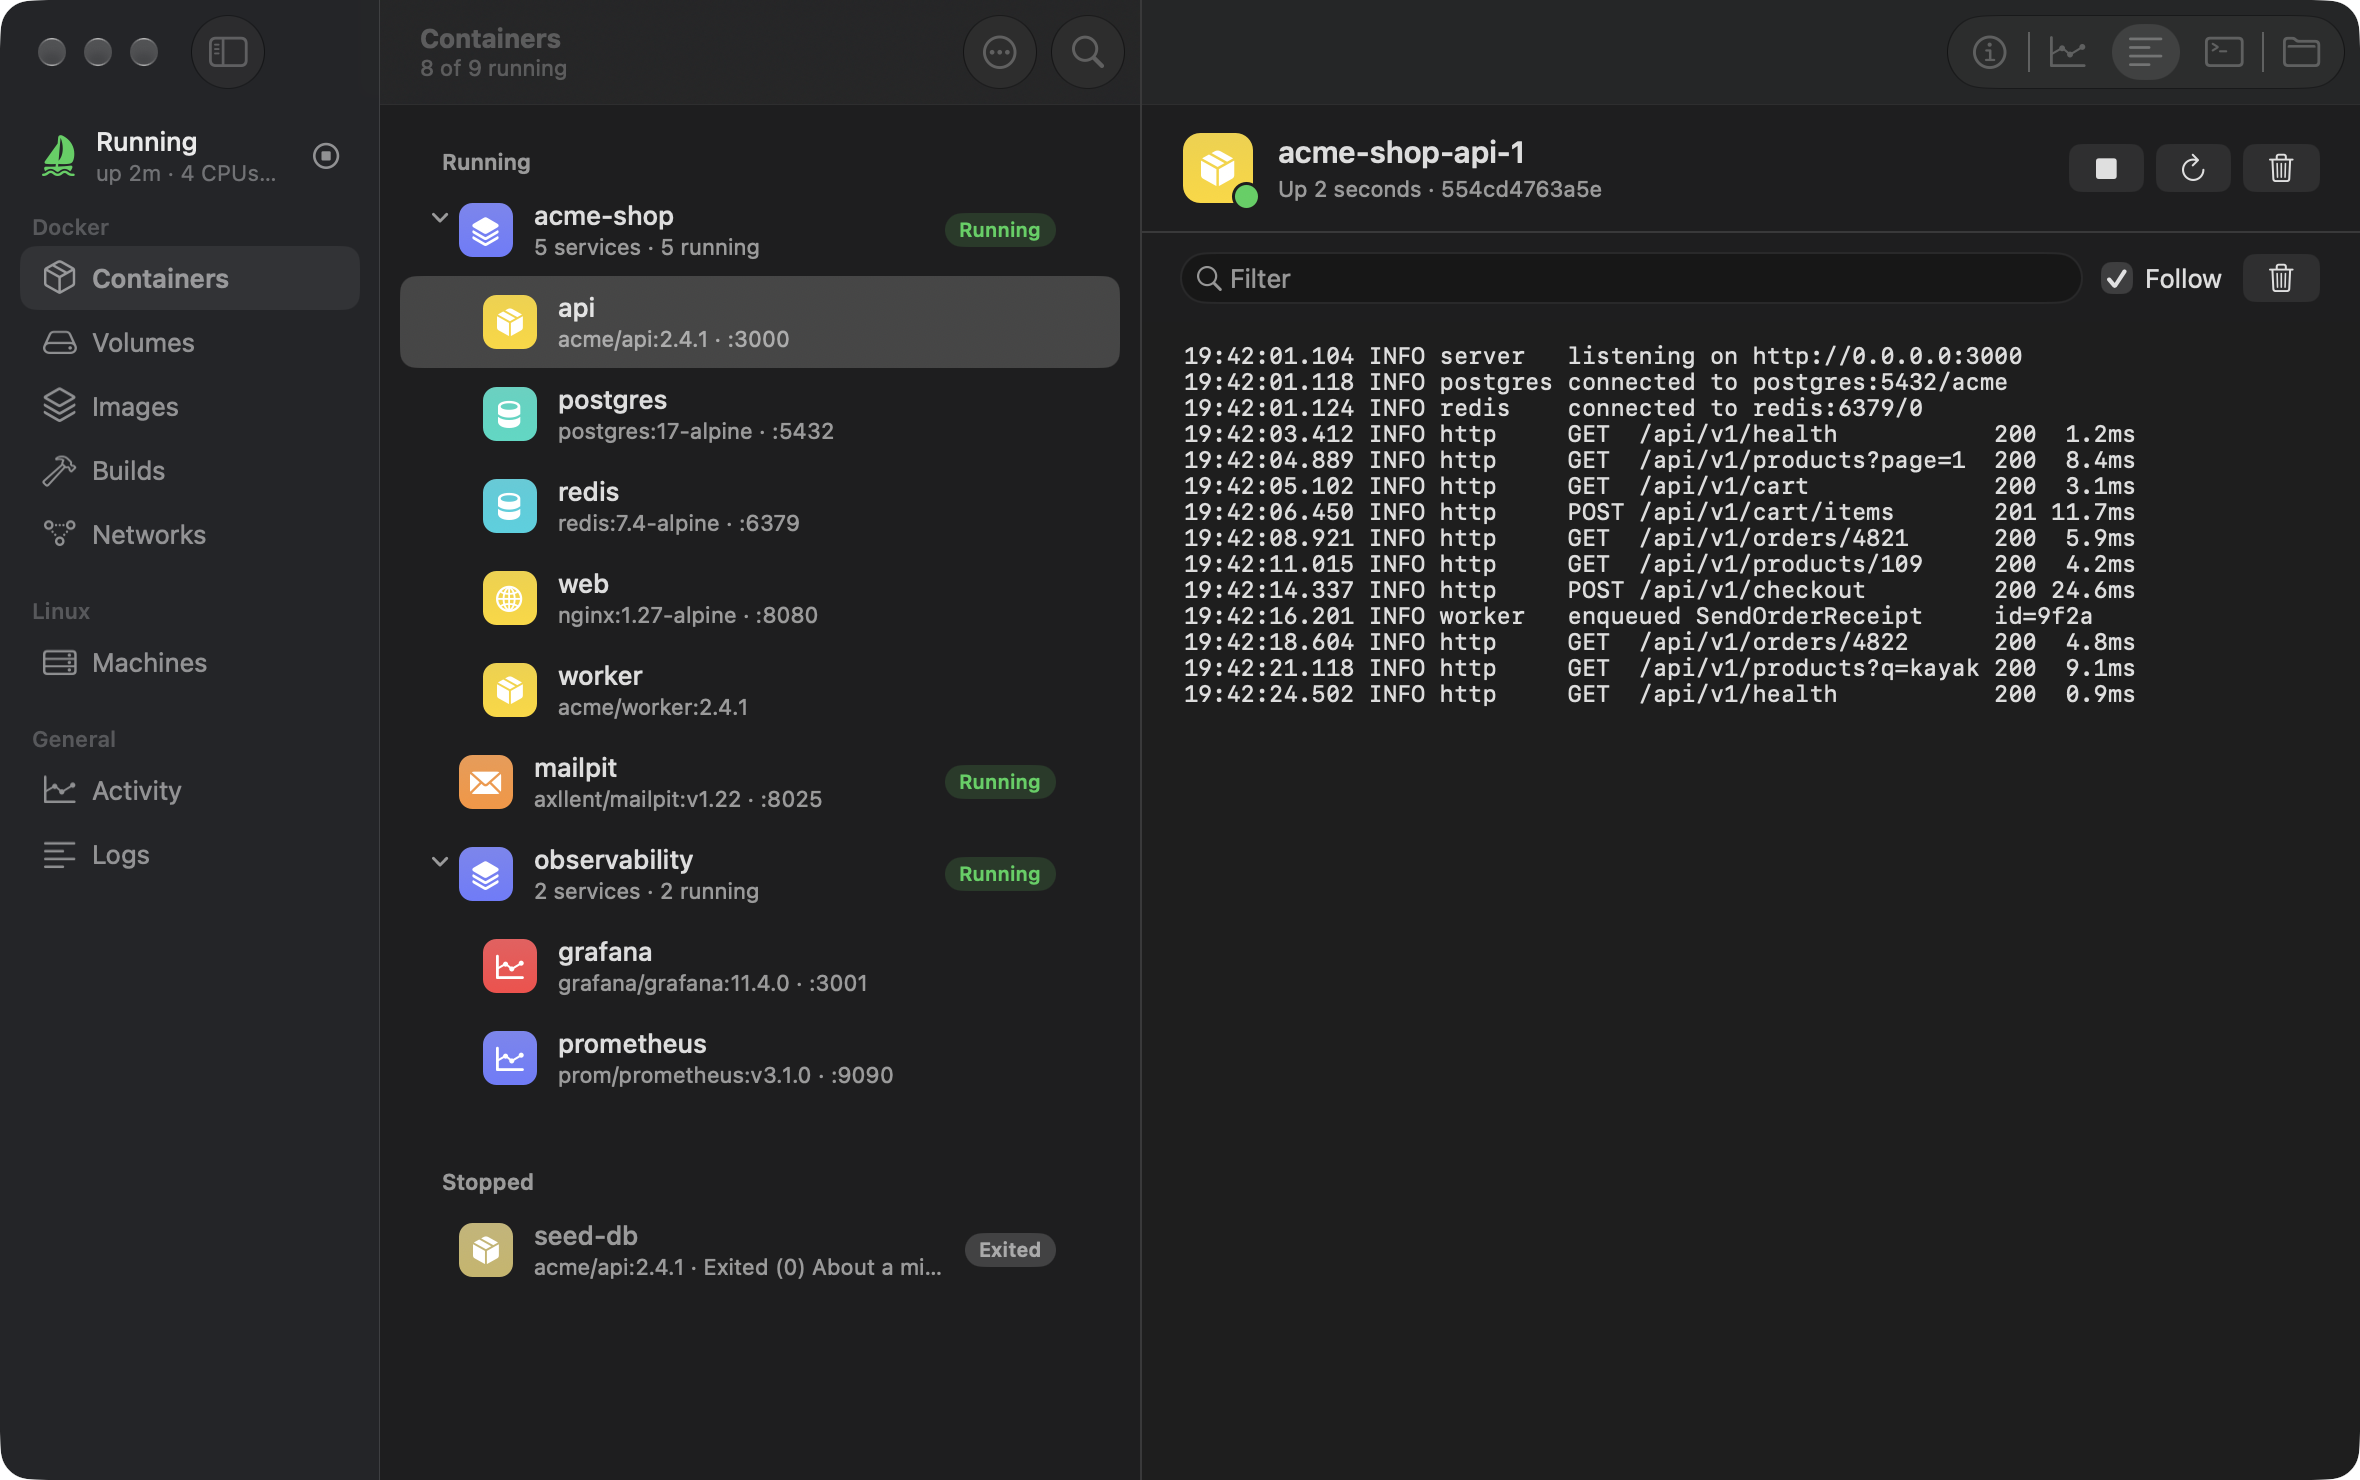 Running
up 2m · 4 CPUs...
Docker
Containers
Volumes
Images
Builds
Networks
Linux
Machines
General
Activity
Logs
Containers
8 of 9 running
Running
acme-shop
5 services · 5 running
Running
api
acme/api:2.4.1 · :3000
postgres
postgres:17-alpine · :5432
redis
redis:7.4-alpine · :6379
web
nginx:1.27-alpine · :8080
worker
acme/worker:2.4.1
mailpit
axllent/mailpit:v1.22 · :8025
Running
observability
2 services · 2 running
Running
grafana
grafana/grafana:11.4.0 · :3001
prometheus
prom/prometheus:v3.1.0 · :9090
Stopped
seed-db
acme/api:2.4.1 · Exited (0) About a mi...
Exited
acme-shop-api-1
Up 2 seconds · 554cd4763a5e
Filter
Follow
19:42:01.104 INFO server   listening on http://0.0.0.0:3000
19:42:01.118 INFO postgres connected to postgres:5432/acme
19:42:01.124 INFO redis    connected to redis:6379/0
19:42:03.412 INFO http     GET  /api/v1/health           200  1.2ms
19:42:04.889 INFO http     GET  /api/v1/products?page=1  200  8.4ms
19:42:05.102 INFO http     GET  /api/v1/cart             200  3.1ms
19:42:06.450 INFO http     POST /api/v1/cart/items       201 11.7ms
19:42:08.921 INFO http     GET  /api/v1/orders/4821      200  5.9ms
19:42:11.015 INFO http     GET  /api/v1/products/109     200  4.2ms
19:42:14.337 INFO http     POST /api/v1/checkout         200 24.6ms
19:42:16.201 INFO worker   enqueued SendOrderReceipt     id=9f2a
19:42:18.604 INFO http     GET  /api/v1/orders/4822      200  4.8ms
19:42:21.118 INFO http     GET  /api/v1/products?q=kayak 200  9.1ms
19:42:24.502 INFO http     GET  /api/v1/health           200  0.9ms